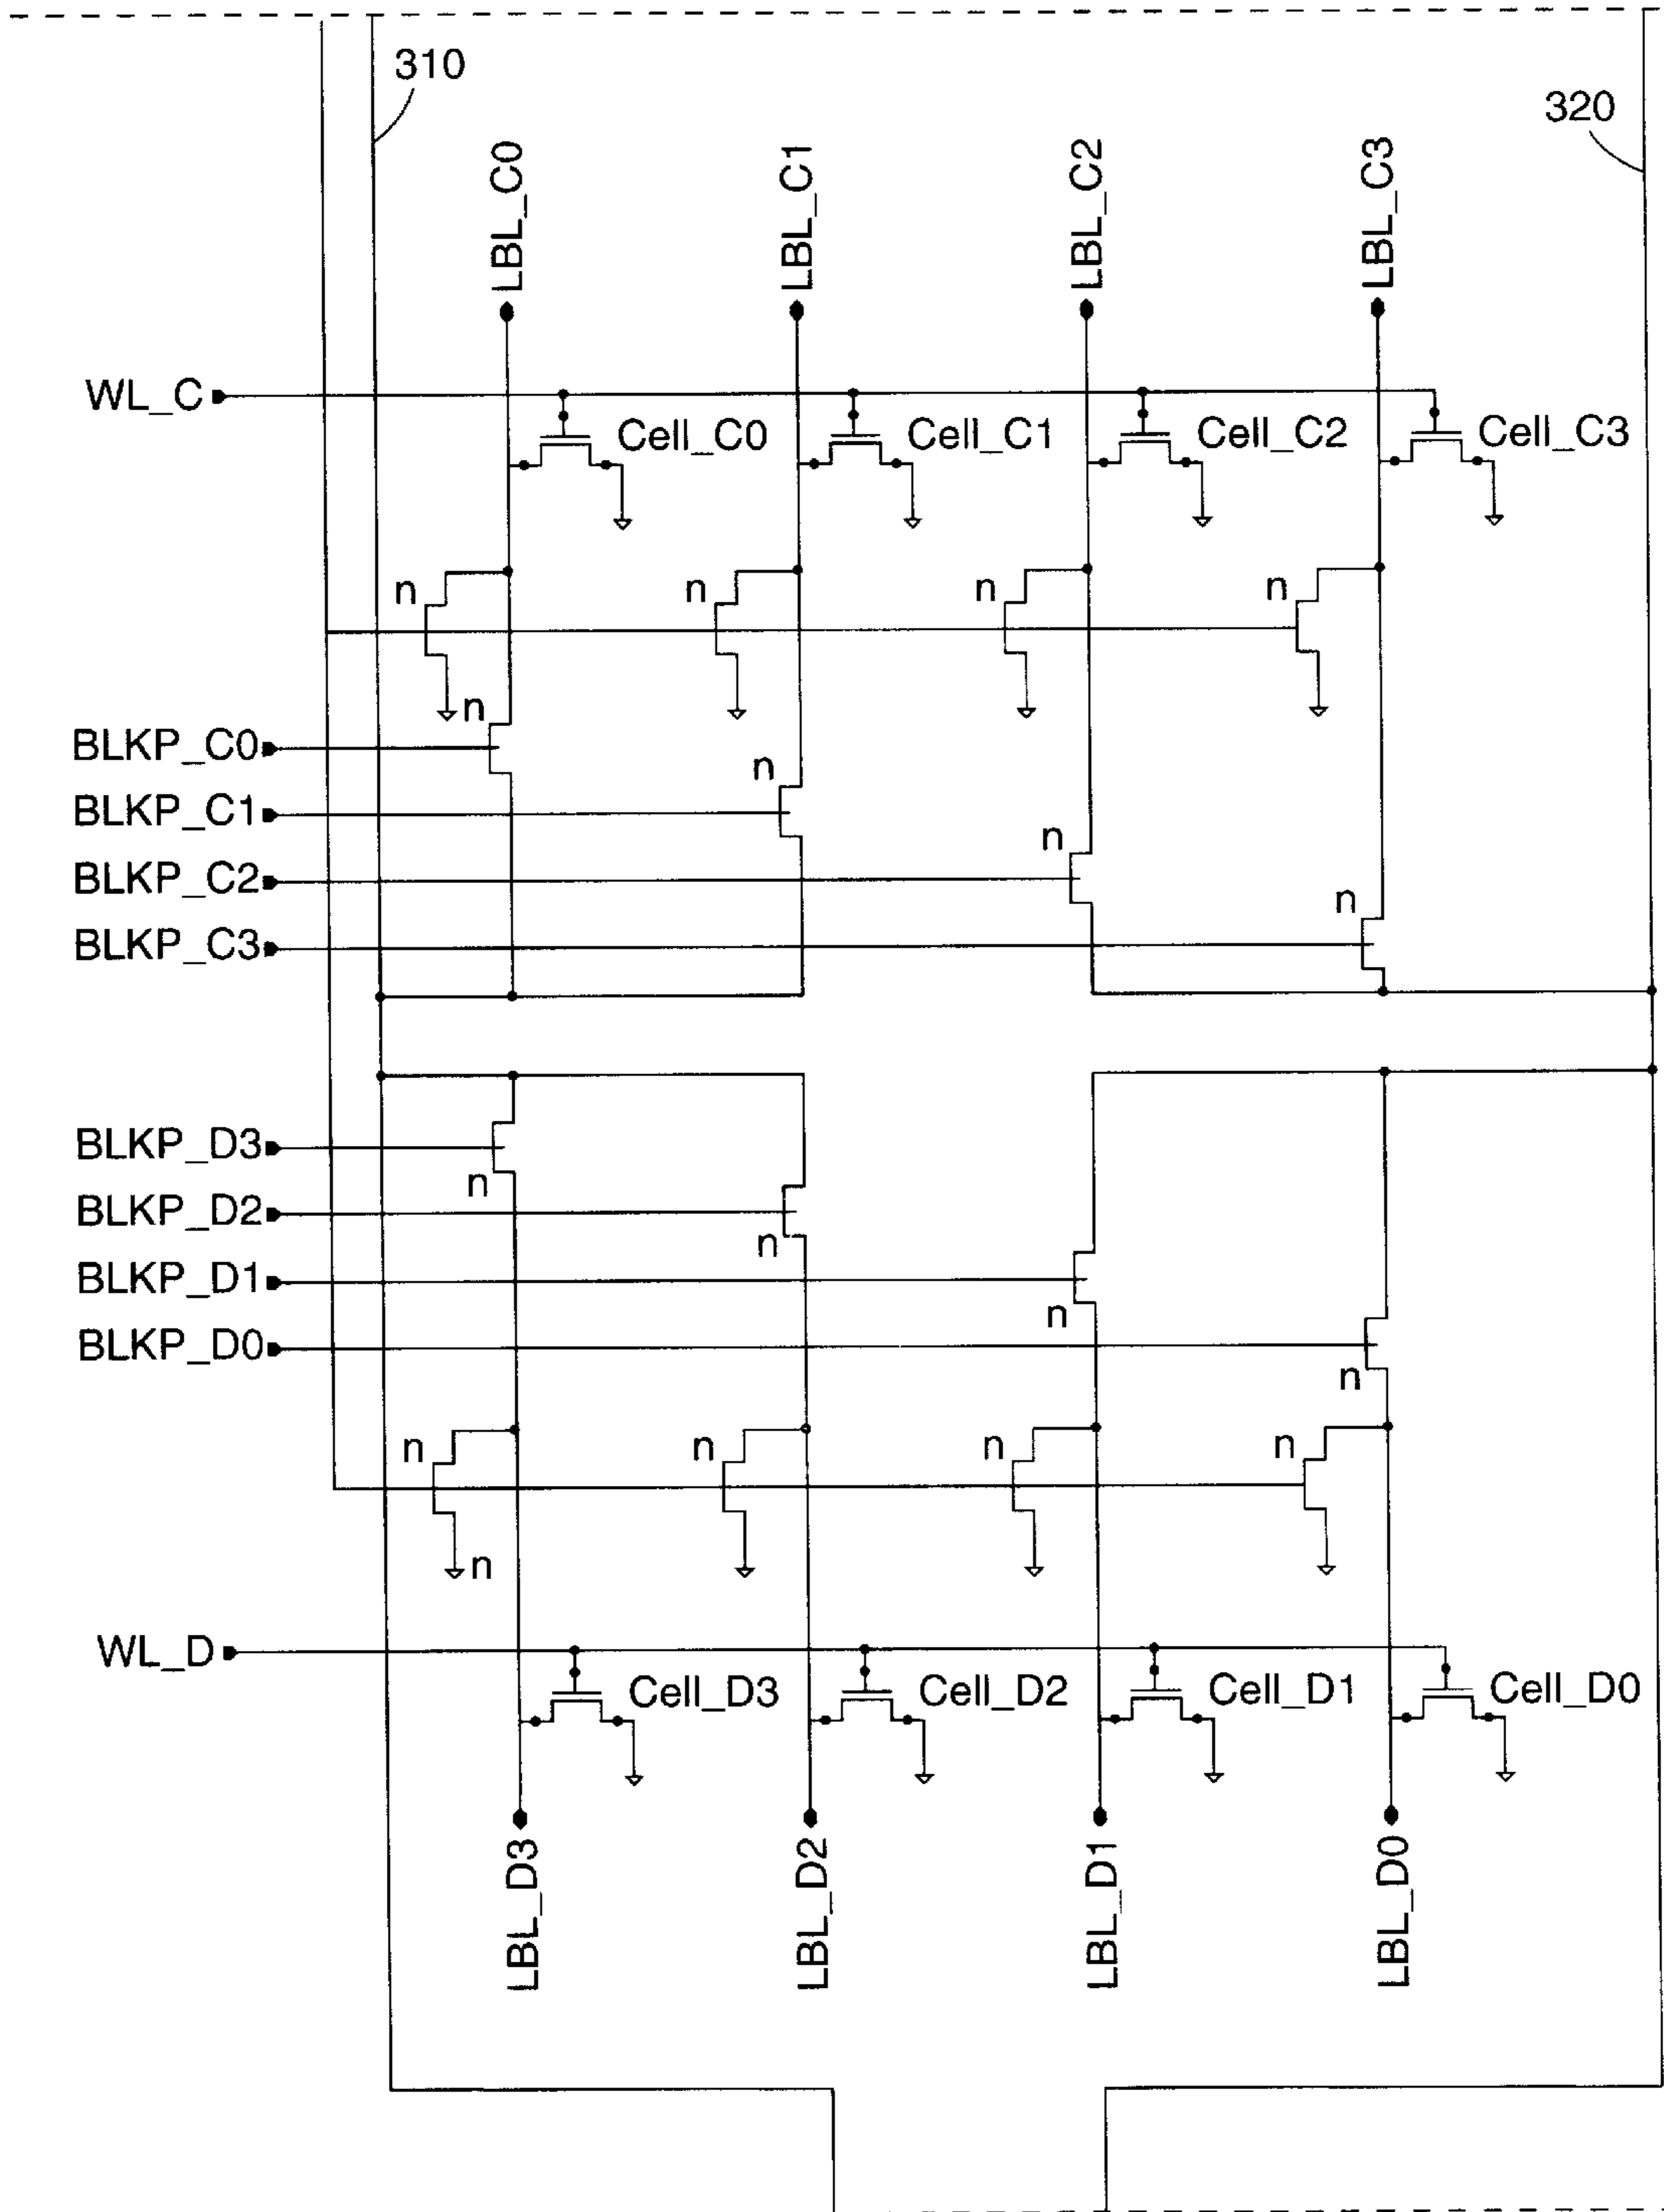 310
320
LBL_C0
LBL_C1
LBL_C2
LBL_C3
WL_C
Cell_C0
Cell_C1
Cell_C2
Cell_C3
n
n
n
n
n
BLKP_C0
n
BLKP_C1
n
BLKP_C2
n
BLKP_C3
BLKP_D3
n
BLKP_D2
n
BLKP_D1
n
BLKP_D0
n
n
n
n
n
n
WL_D
Cell_D3
Cell_D2
Cell_D1
Cell_D0
LBL_D3
LBL_D2
LBL_D1
LBL_D0